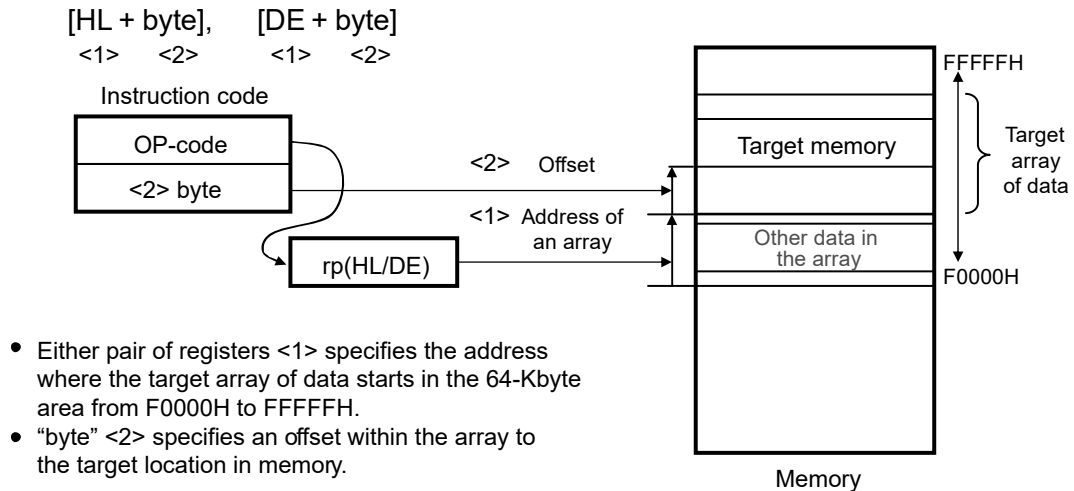 [HL + byte], [DE + byte]
<1> <2> <1> <2>
Instruction code
OP-code
<2> byte
<2> Offset
<1> Address of
an array
rp(HL/DE)
FFFFFH
Target memory
Target
array
of data
Other data in
the array
F0000H
Memory
• Either pair of registers <1> specifies the address
where the target array of data starts in the 64-Kbyte
area from F0000H to FFFFFH.
• “byte” <2> specifies an offset within the array to
the target location in memory.